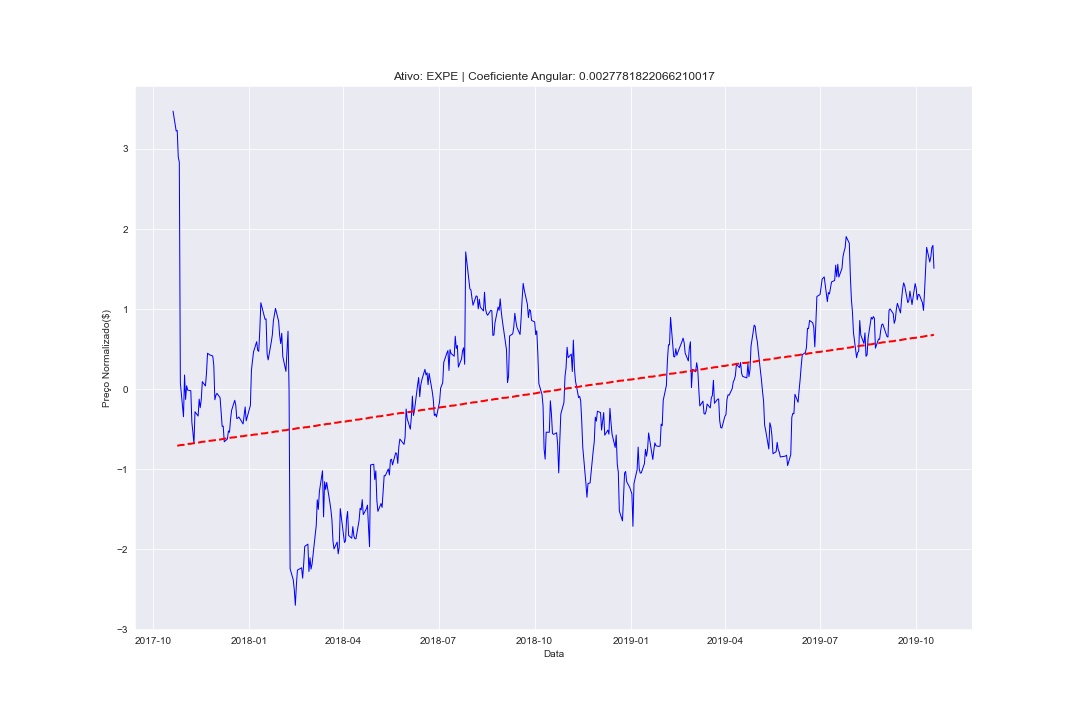 Ativo: EXPE | Coeficiente Angular: 0.0027781822066210017
Preço Normalizado($)
3
2
1
0
−1
−2
−3
2017-10 2018-01 2018-04 2018-07 2018-10 2019-01 2019-04 2019-07 2019-10
Data